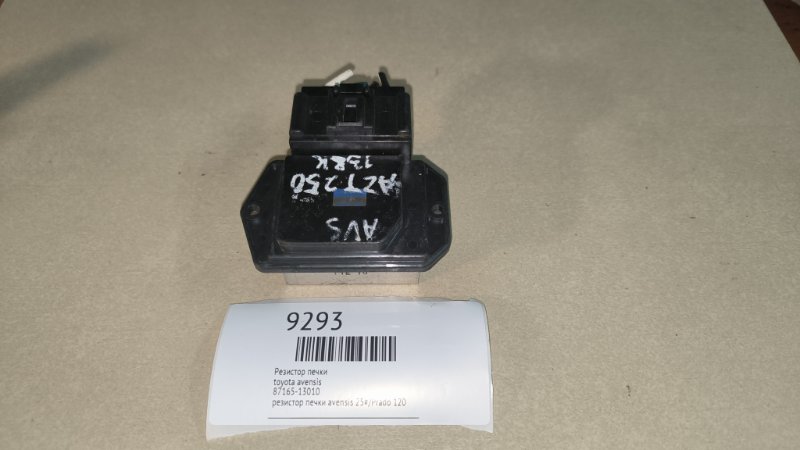 138K
AZT250
AVS
9293
Резистор печки
toyota avensis
87165-13010
резистор печки avensis 25#/Prado 120